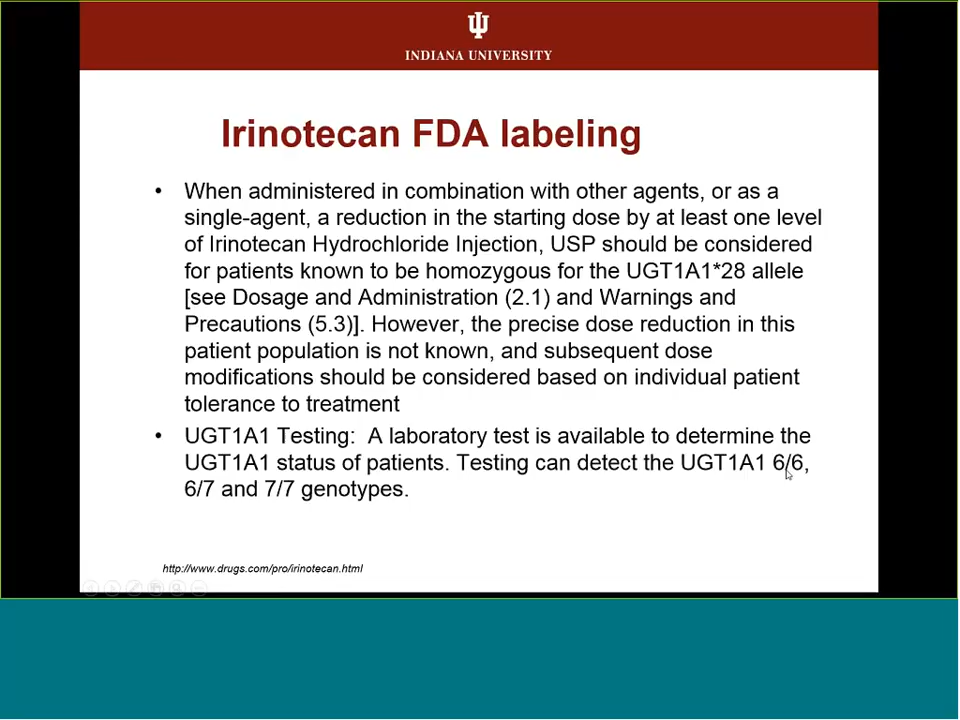 INDIANA UNIVERSITY
Irinotecan FDA labeling
• When administered in combination with other agents, or as a
single-agent, a reduction in the starting dose by at least one level
of Irinotecan Hydrochloride Injection, USP should be considered
for patients known to be homozygous for the UGT1A1*28 allele
[see Dosage and Administration (2.1) and Warnings and
Precautions (5.3)]. However, the precise dose reduction in this
patient population is not known, and subsequent dose
modifications should be considered based on individual patient
tolerance to treatment
• UGT1A1 Testing: A laboratory test is available to determine the
UGT1A1 status of patients. Testing can detect the UGT1A1 6/6,
6/7 and 7/7 genotypes.
http://www.drugs.com/pro/irinotecan.html